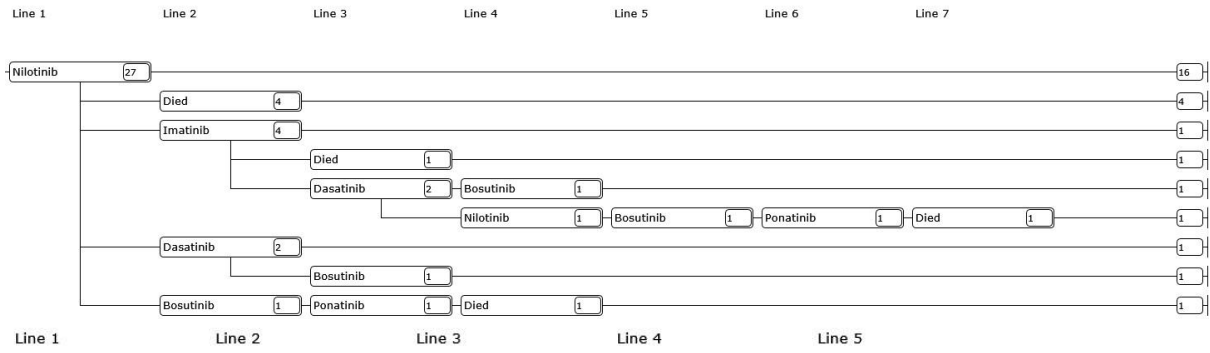 Line 1 Line 2 Line 3 Line 4 Line 5 Line 6 Line 7
Nilotinib 27 16
Died 4 4
Imatinib 4 1
Died 1 1
Dasatinib 2 Bosutinib 1 1
Nilotinib 1 Bosutinib 1 Ponatinib 1 Died 1 1
Dasatinib 2 1
Bosutinib 1 1
Bosutinib 1 Ponatinib 1 Died 1 1
Line 1 Line 2 Line 3 Line 4 Line 5